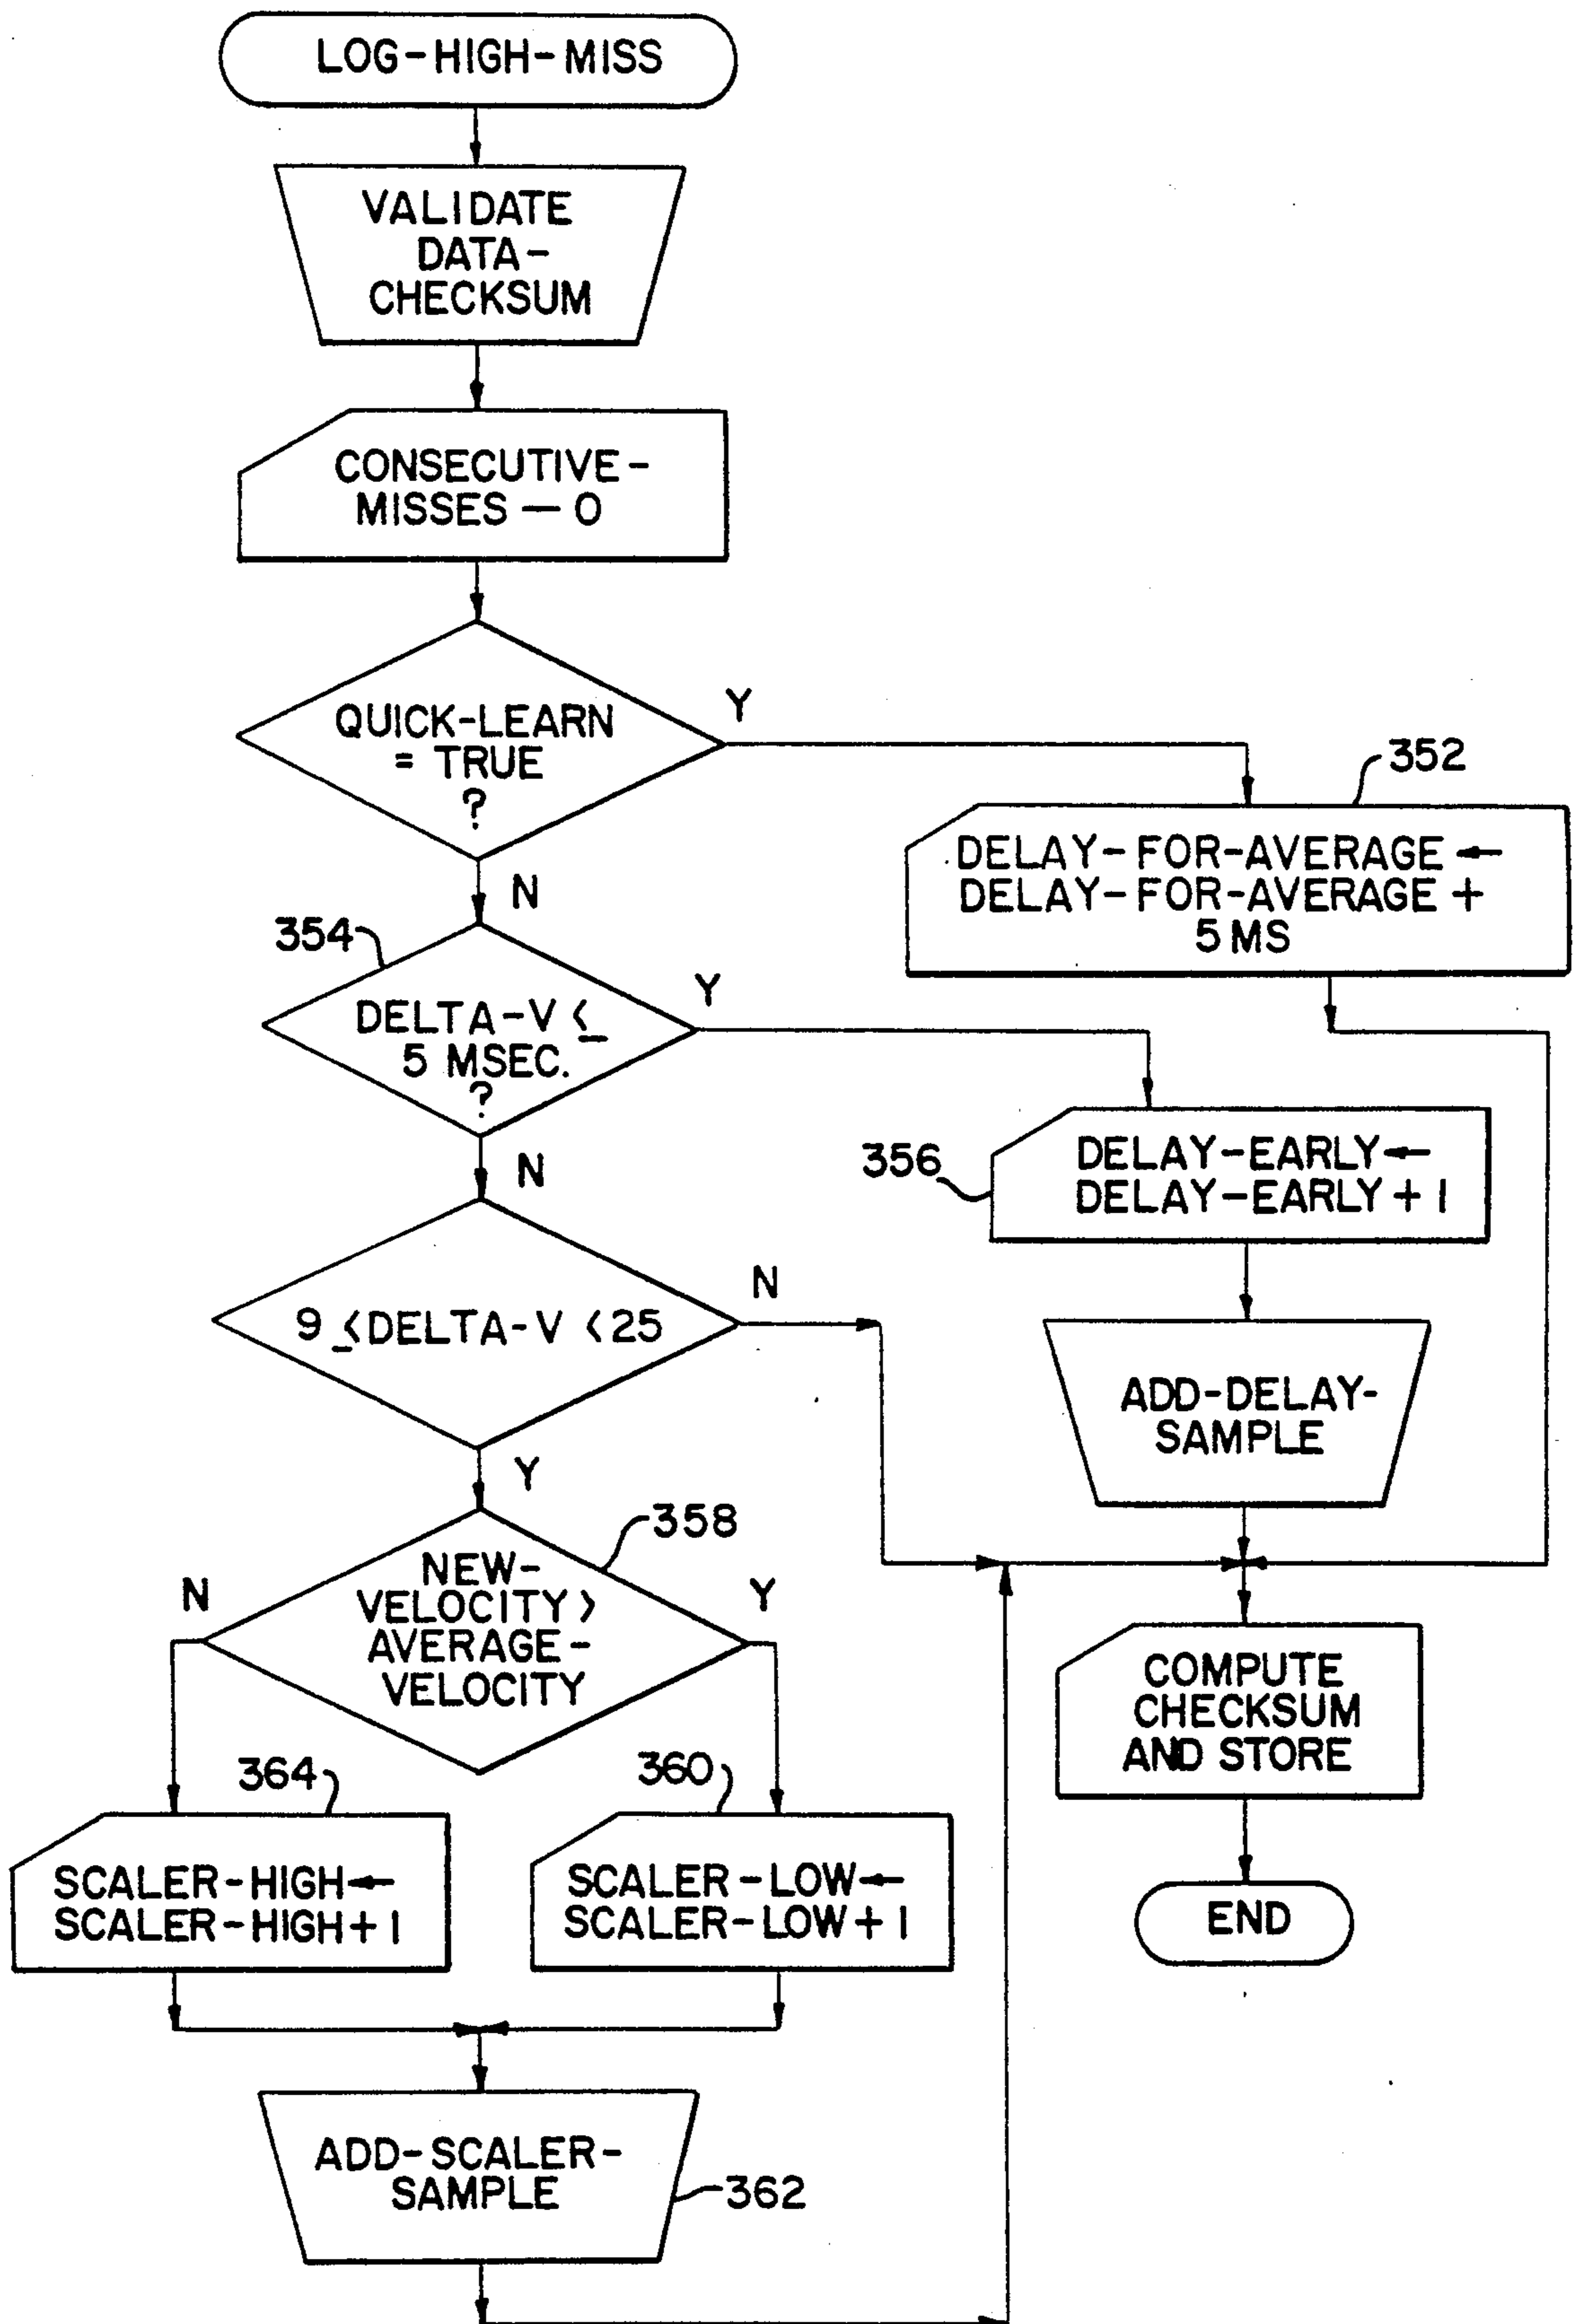 LOG-HIGH-MISS
VALIDATE
DATA-
CHECKSUM
CONSECUTIVE-
MISSES — 0
QUICK-LEARN
= TRUE
?
Y
N
352
DELAY-FOR-AVERAGE ←
DELAY-FOR-AVERAGE +
5 MS
354
DELTA-V ≤
5 MSEC.
?
Y
N
356
DELAY-EARLY ←
DELAY-EARLY + 1
ADD-DELAY-
SAMPLE
9 ≤ DELTA-V < 25
N
Y
358
NEW-
VELOCITY >
AVERAGE-
VELOCITY
N
Y
364
SCALER-HIGH ←
SCALER-HIGH + 1
360
SCALER-LOW ←
SCALER-LOW + 1
ADD-SCALER-
SAMPLE
362
COMPUTE
CHECKSUM
AND STORE
END